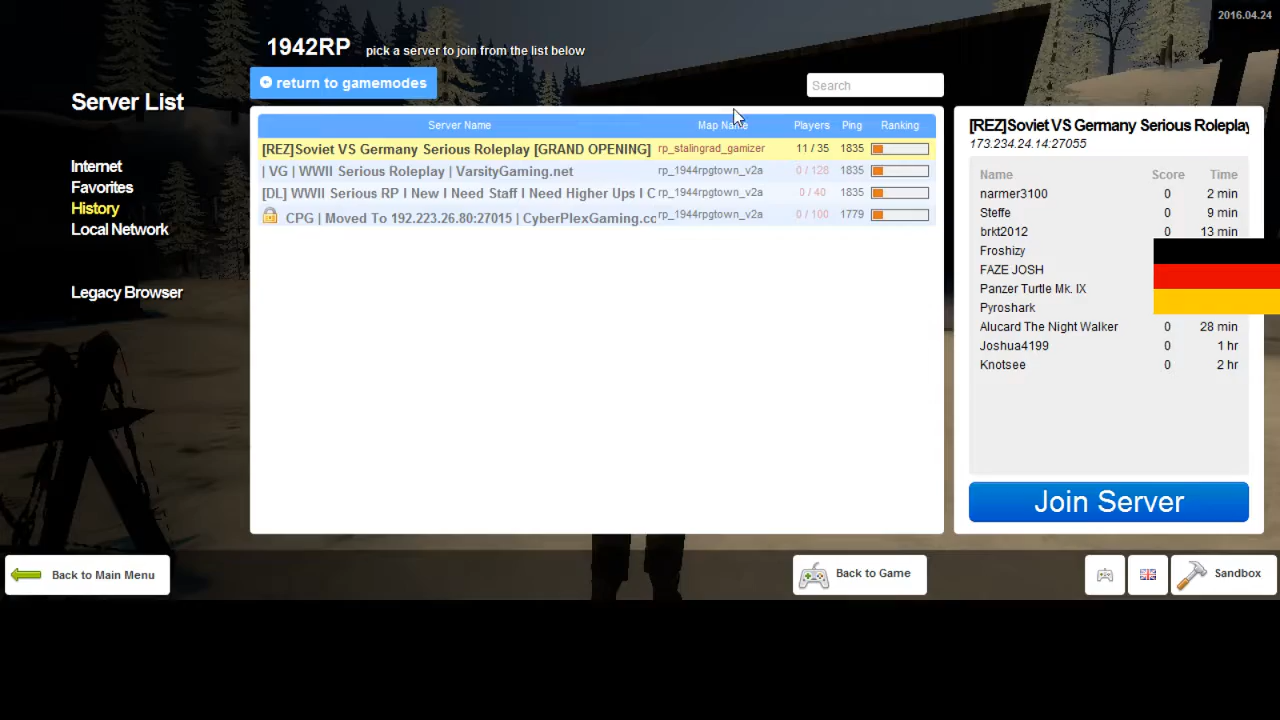 2016.04.24
1942RP pick a server to join from the list below
return to gamemodes
Search
Server List
Internet
Favorites
History
Local Network
Legacy Browser
Server Name Map Name Players Ping Ranking
[REZ]Soviet VS Germany Serious Roleplay [GRAND OPENING] rp_stalingrad_gamizer 11 / 35 1835
| VG | WWII Serious Roleplay | VarsityGaming.net rp_1944rpgtown_v2a 0 / 128 1835
[DL] WWII Serious RP I New I Need Staff I Need Higher Ups I C rp_1944rpgtown_v2a 0 / 40 1835
CPG | Moved To 192.223.26.80:27015 | CyberPlexGaming.co rp_1944rpgtown_v2a 0 / 100 1779
[REZ]Soviet VS Germany Serious Roleplay
173.234.24.14:27055
Name Score Time
narmer3100 0 2 min
Steffe 0 9 min
brkt2012 0 13 min
Froshizy
FAZE JOSH
Panzer Turtle Mk. IX
Pyroshark
Alucard The Night Walker 0 28 min
Joshua4199 0 1 hr
Knotsee 0 2 hr
Join Server
Back to Main Menu
Back to Game
Sandbox